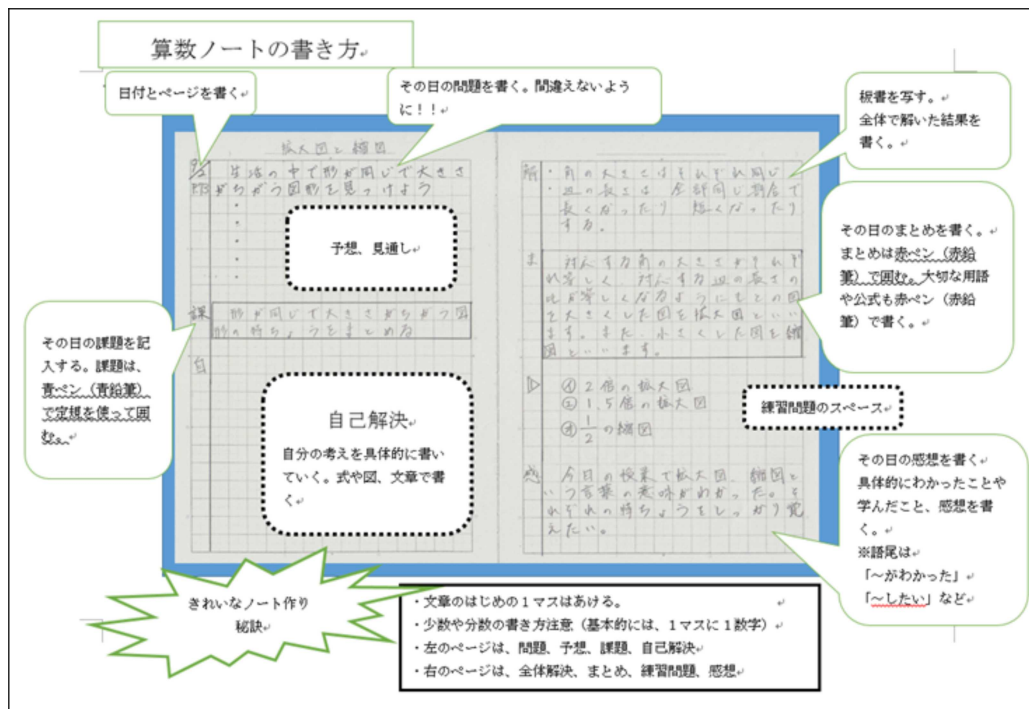 算数ノートの書き方
日付とページを書く
その日の問題を書く。間違えないよう
に！！
板書を写す。
全体で解いた結果を
書く。
拡大図と縮図
生活の中で形が同じで大きさ
がちがう図形を見つけよう
予想、見通し
課
形が同じで大きさがちがう図
形の特ちょうをまとめる
その日の課題を記
入する。課題は、
青ペン（青鉛筆）
で定規を使って囲
む。
自
自己解決
自分の考えを具体的に書い
ていく。式や図、文章で書
く
・角の大きさはそれぞれ同じ
・辺の長さは 全部同じ割合で
長くなったり 短くなったり
する。
その日のまとめを書く。
まとめは赤ペン（赤鉛
筆）で囲む。大切な用語
や公式も赤ペン（赤鉛
筆）で書く。
ま
対応する角の大きさがそれぞ
れ等しく、対応する辺の長さの
比が等しくなるようにもとの図
を大きくした図を拡大図といい
ます。また、小さくした図を縮
図といいます。
練習問題のスペース
2倍の拡大図
1.5倍の拡大図
1/2の縮図
感
今日の授業で拡大図、縮図と
いう言葉の意味がわかった。そ
れぞれの特ちょうをしっかり覚
えたい。
その日の感想を書く
具体的にわかったことや
学んだこと、感想を書
く。
※語尾は
「～がわかった」
「～したい」など
きれいなノート作り
秘訣
・文章のはじめの１マスはあける。
・少数や分数の書き方注意（基本的には、１マスに１数字）
・左のページは、問題、予想、課題、自己解決
・右のページは、全体解決、まとめ、練習問題、感想